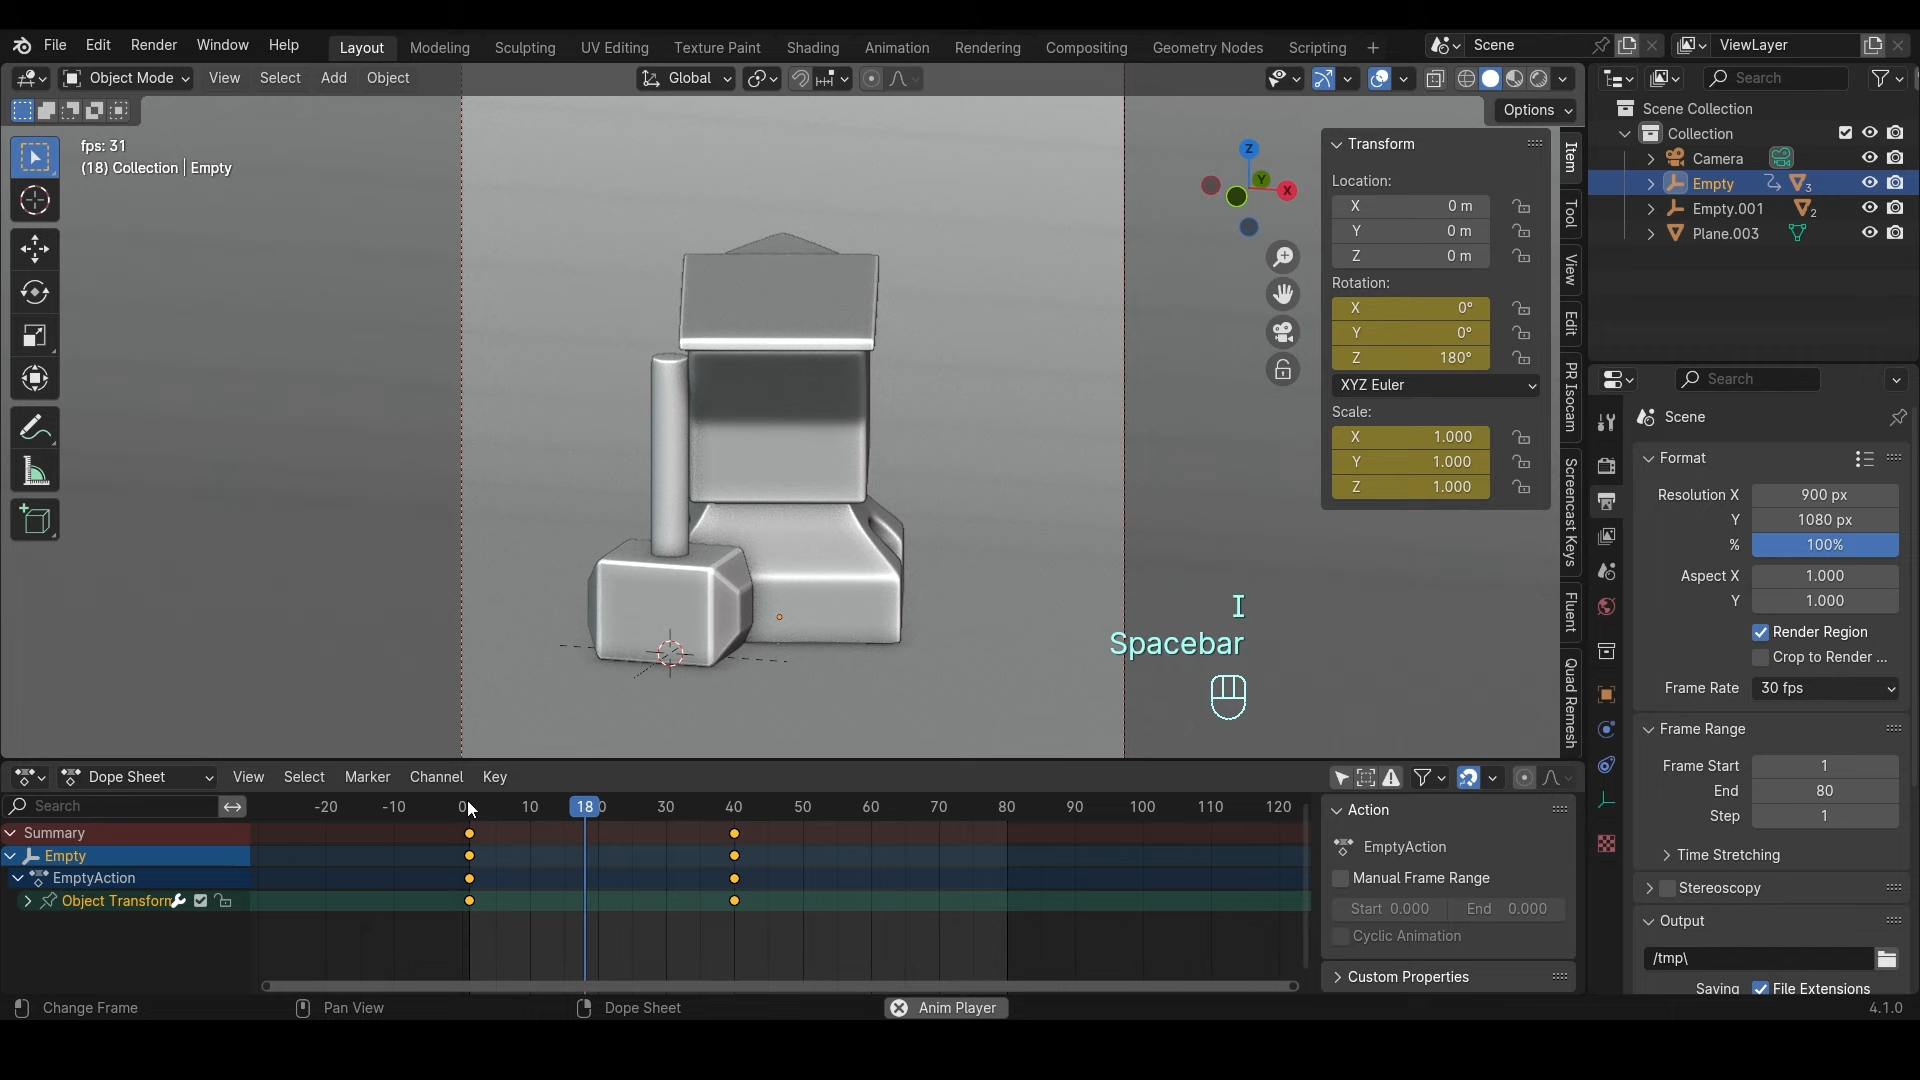 File Edit Render Window Help Layout Modeling Sculpting UV Editing Texture Paint Shading Animation Rendering Compositing Geometry Nodes Scripting + Scene ViewLayer
Object Mode View Select Add Object Global Search
Options
fps: 31
(18) Collection | Empty
Z
Y
X
Transform
Location:
X 0 m
Y 0 m
Z 0 m
Rotation:
X 0°
Y 0°
Z 180°
XYZ Euler
Scale:
X 1.000
Y 1.000
Z 1.000
Item
Tool
View
Edit
PR Isocam
Screencast Keys
Fluent
Quad Remesh
I
Spacebar
Scene Collection
Collection
Camera
Empty 3
Empty.001 2
Plane.003
Search
Scene
Format
Resolution X 900 px
Y 1080 px
% 100%
Aspect X 1.000
Y 1.000
Render Region
Crop to Render ...
Frame Rate 30 fps
Frame Range
Frame Start 1
End 80
Step 1
Time Stretching
Stereoscopy
Output
/tmp\
Saving File Extensions
Dope Sheet View Select Marker Channel Key
Search -20 -10 0 10 18 0 30 40 50 60 70 80 90 100 110 120
Summary
Empty
EmptyAction
Object Transform
Action
EmptyAction
Manual Frame Range
Start 0.000 End 0.000
Cyclic Animation
Custom Properties
Change Frame Pan View Dope Sheet Anim Player 4.1.0